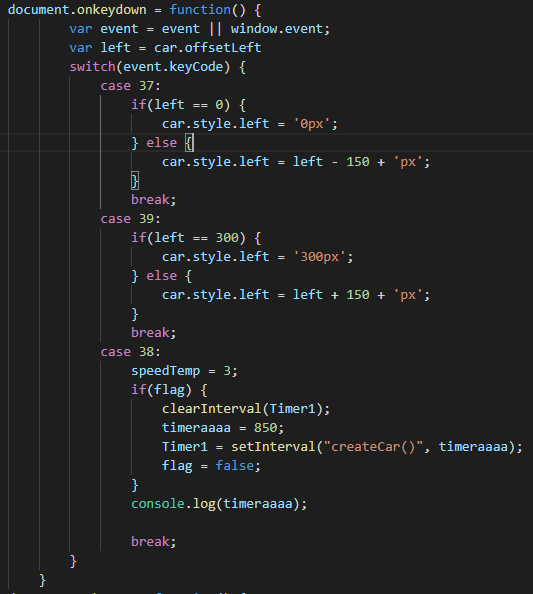 document.onkeydown = function() {
var event = event || window.event;
var left = car.offsetLeft
switch(event.keyCode) {
case 37:
if(left == 0) {
car.style.left = '0px';
} else {
car.style.left = left - 150 + 'px';
}
break;
case 39:
if(left == 300) {
car.style.left = '300px';
} else {
car.style.left = left + 150 + 'px';
}
break;
case 38:
speedTemp = 3;
if(flag) {
clearInterval(Timer1);
timeraaaa = 850;
Timer1 = setInterval("createCar()", timeraaaa);
flag = false;
}
console.log(timeraaaa);
break;
}
}